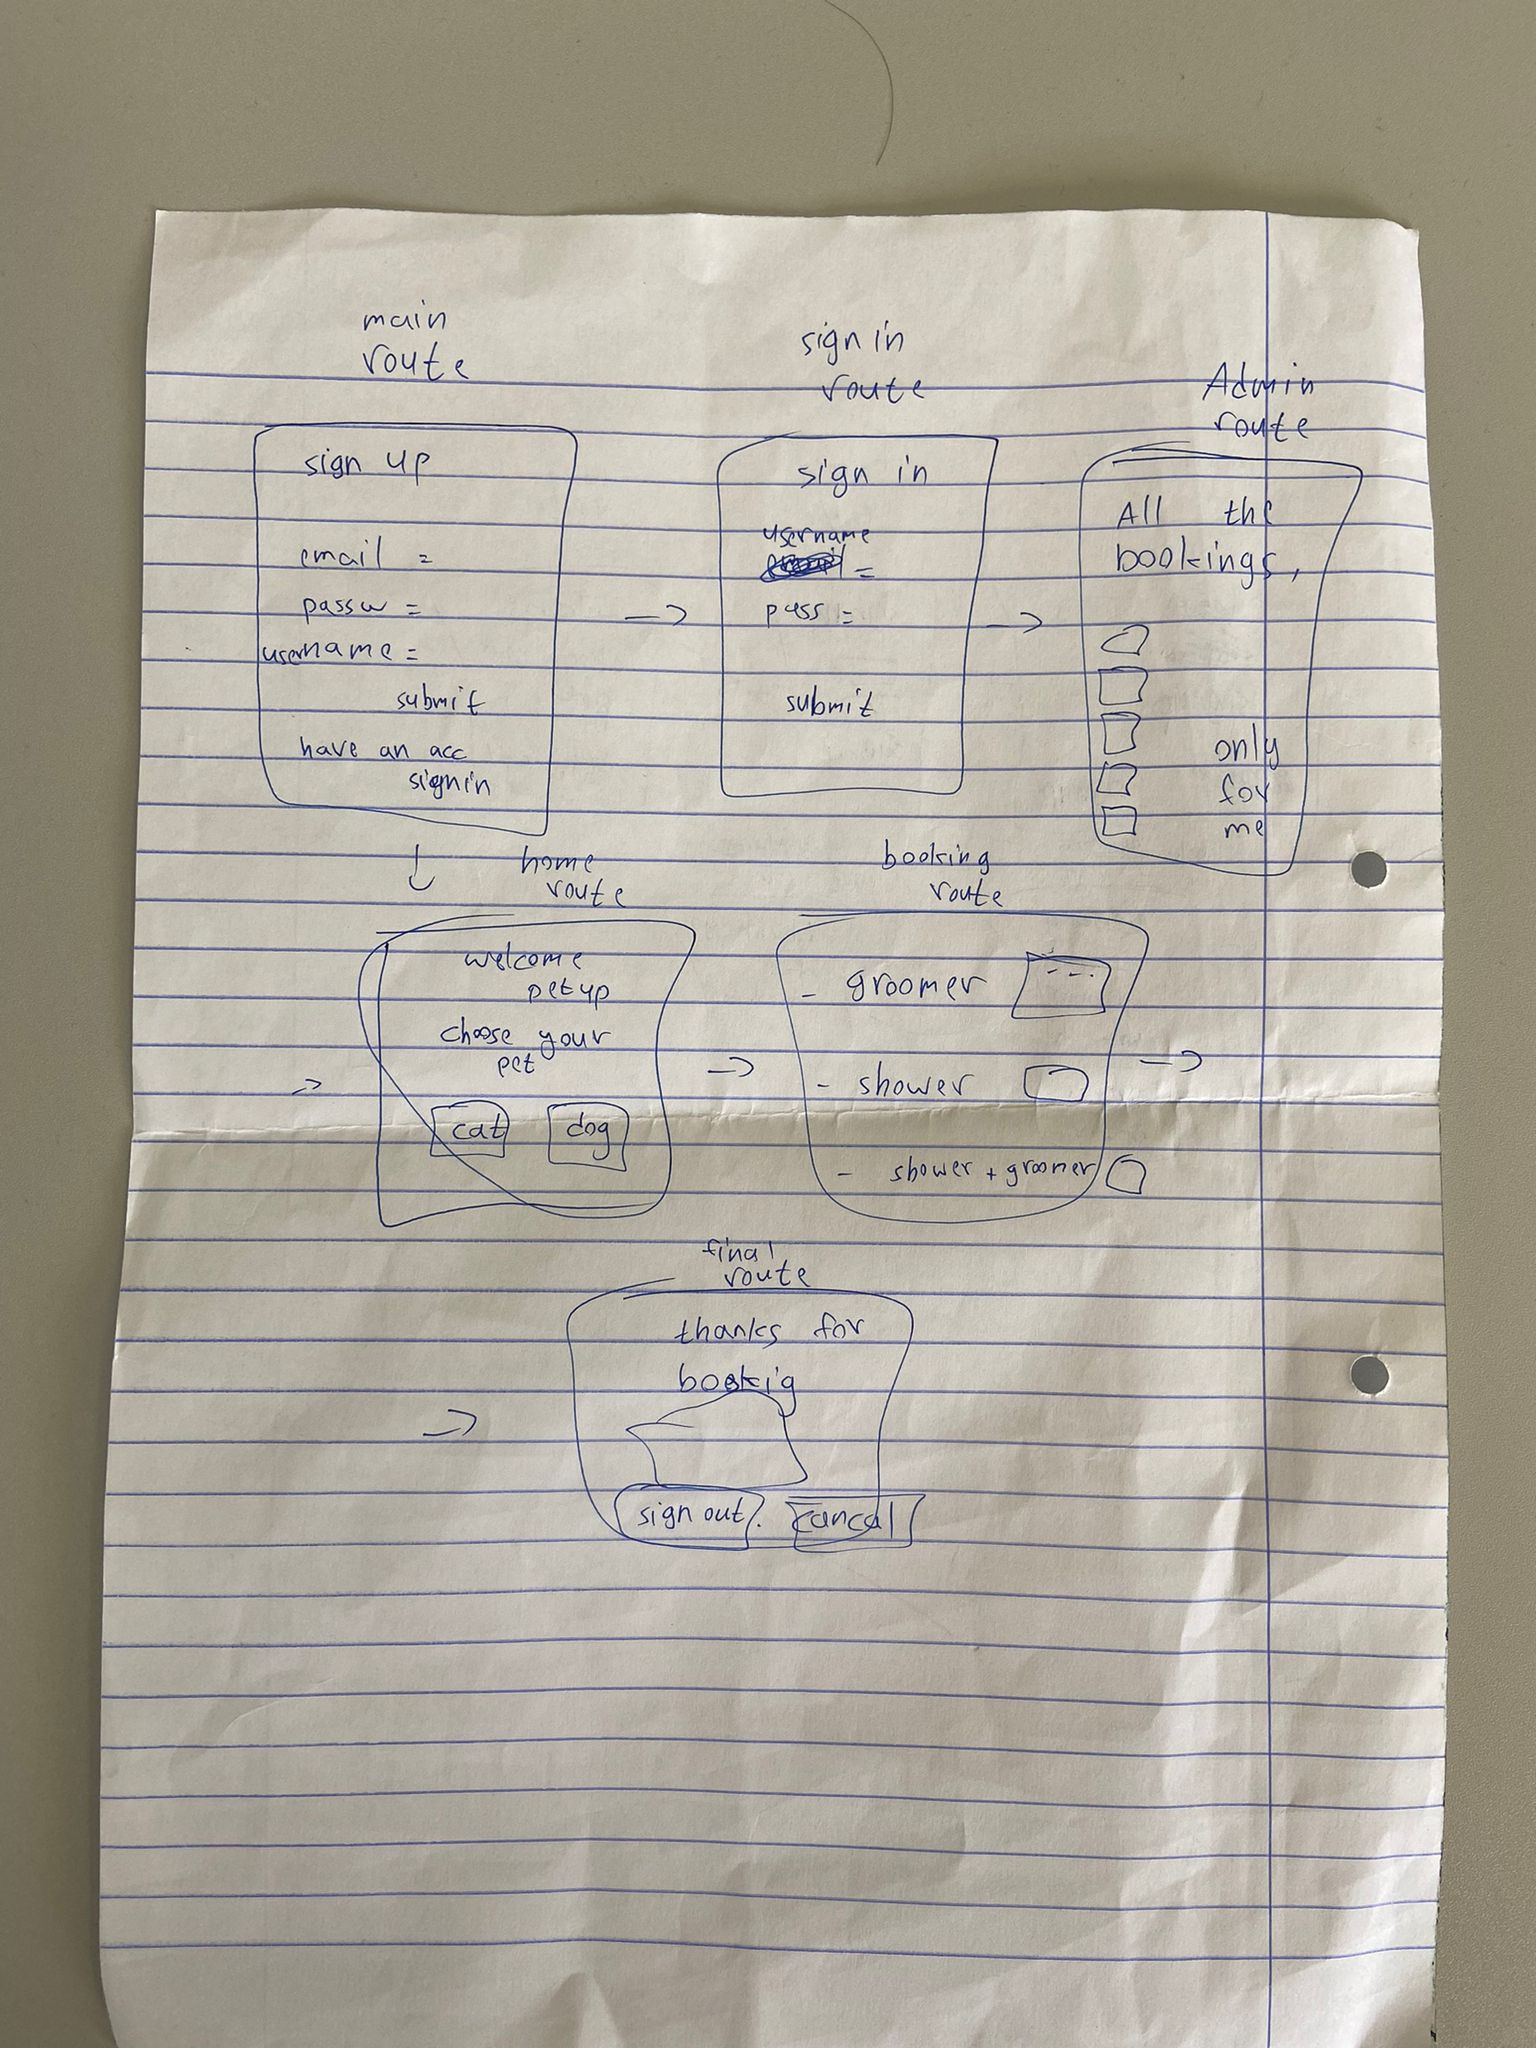 main
route
sign up
email =
passw =
username =
submit
have an acc
signin
sign in
route
sign in
username
email =
pass =
submit
Admin
route
All the
bookings,
only
for
me
home
route
welcome
petup
choose your
pet
cat dog
booking
route
- groomer
- shower
- shower + groomer
final
route
thanks for
bookig
sign out. cancal